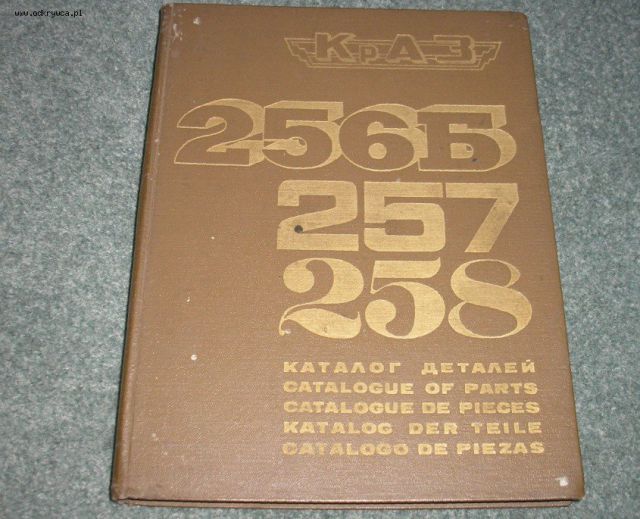 www.odkrywca.pl
КрАЗ
256Б
257
258
КАТАЛОГ ДЕТАЛЕЙ
CATALOGUE OF PARTS
CATALOGUE DE PIECES
KATALOG DER TEILE
CATALOGO DE PIEZAS